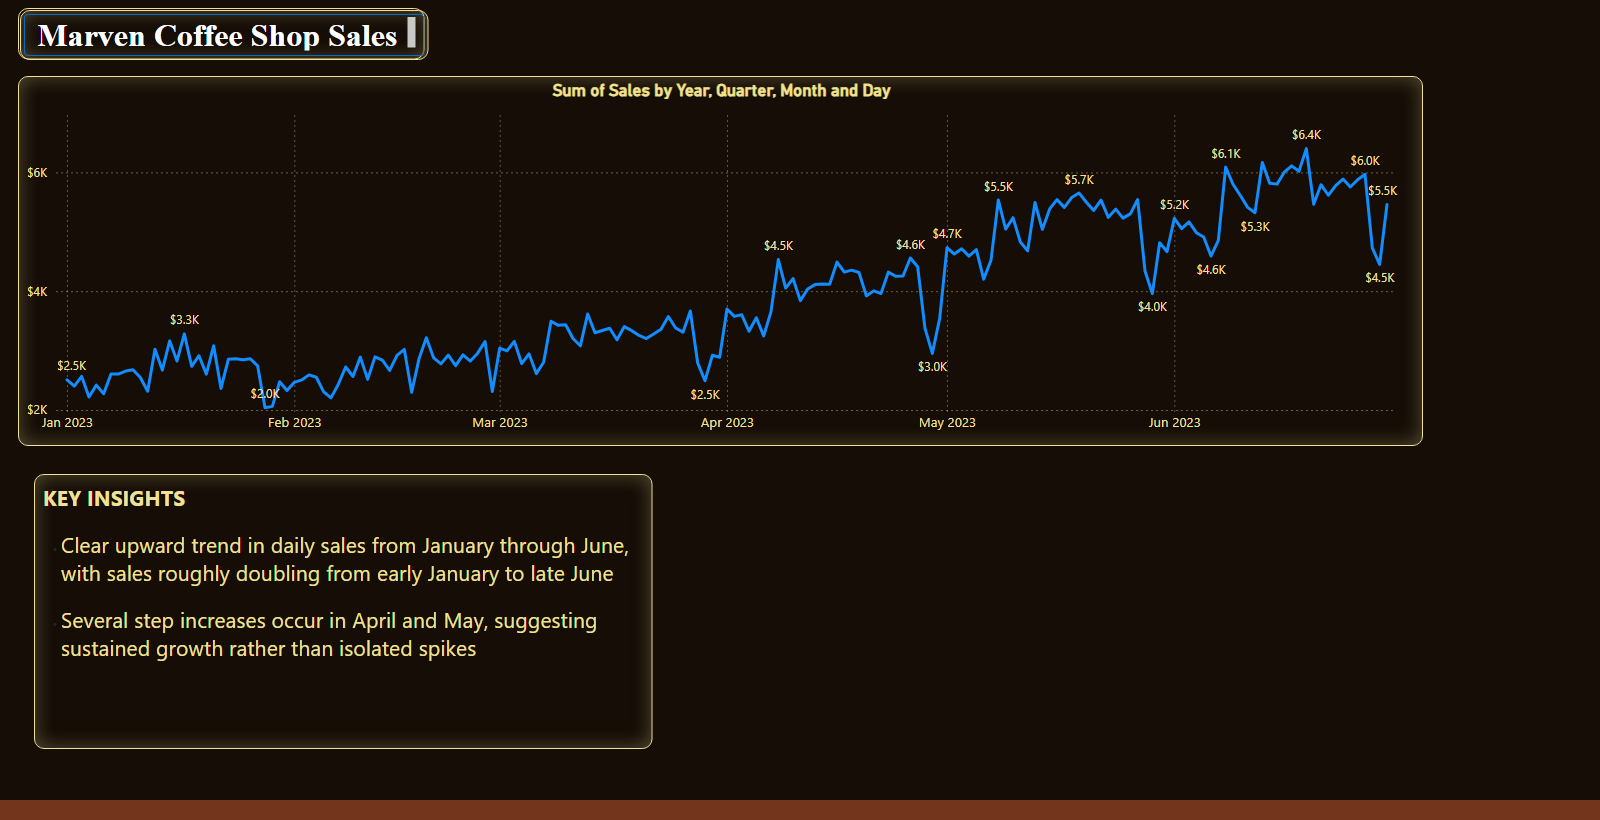 Marven Coffee Shop Sales
Sum of Sales by Year, Quarter, Month and Day
$6K
$4K
$2K
$2.5K
$3.3K
$2.0K
$2.5K
$4.5K
$4.6K
$3.0K
$4.7K
$5.5K
$5.7K
$4.0K
$5.2K
$4.6K
$6.1K
$5.3K
$6.4K
$6.0K
$4.5K
$5.5K
Jan 2023
Feb 2023
Mar 2023
Apr 2023
May 2023
Jun 2023
KEY INSIGHTS
Clear upward trend in daily sales from January through June,
with sales roughly doubling from early January to late June
Several step increases occur in April and May, suggesting
sustained growth rather than isolated spikes